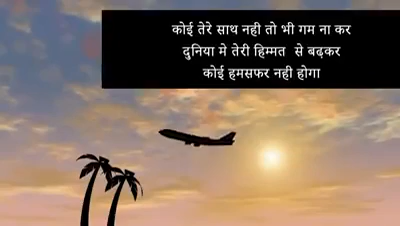 कोई तेरे साथ नही तो भी गम ना कर
दुनिया मे तेरी हिम्मत से बढ़कर
कोई हमसफर नही होगा